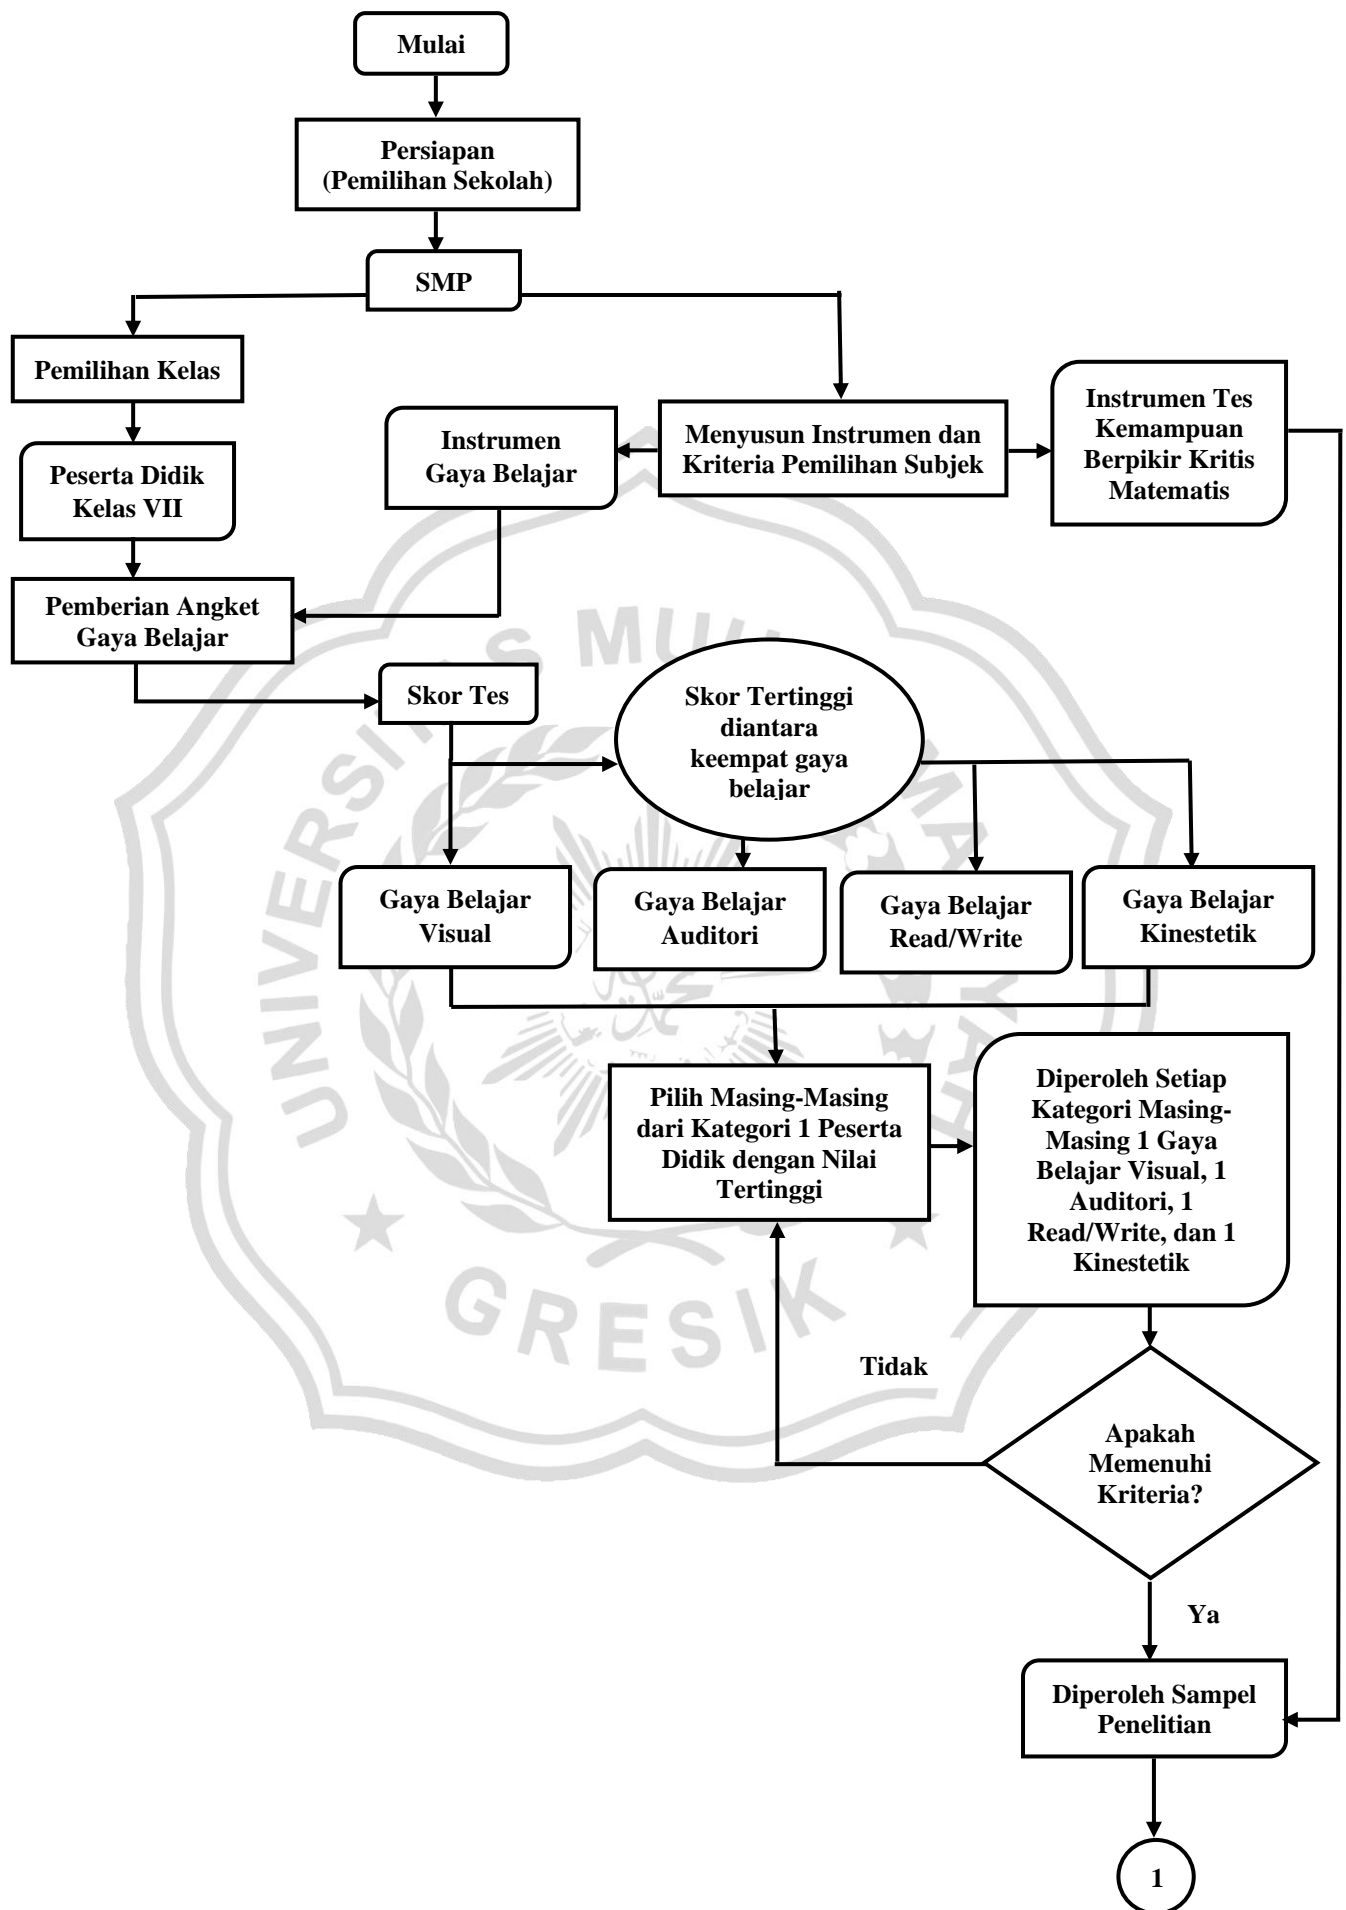 Mulai
Persiapan
(Pemilihan Sekolah)
SMP
Pemilihan Kelas
Peserta Didik
Kelas VII
Instrumen
Gaya Belajar
Menyusun Instrumen dan
Kriteria Pemilihan Subjek
Instrumen Tes
Kemampuan
Berpikir Kritis
Matematis
Pemberian Angket
Gaya Belajar
Skor Tes
Skor Tertinggi
diantara
keempat gaya
belajar
Gaya Belajar
Visual
Gaya Belajar
Auditori
Gaya Belajar
Read/Write
Gaya Belajar
Kinestetik
Pilih Masing-Masing
dari Kategori 1 Peserta
Didik dengan Nilai
Tertinggi
Diperoleh Setiap
Kategori Masing-
Masing 1 Gaya
Belajar Visual, 1
Auditori, 1
Read/Write, dan 1
Kinestetik
Tidak
Apakah
Memenuhi
Kriteria?
Ya
Diperoleh Sampel
Penelitian
1
GRESIK